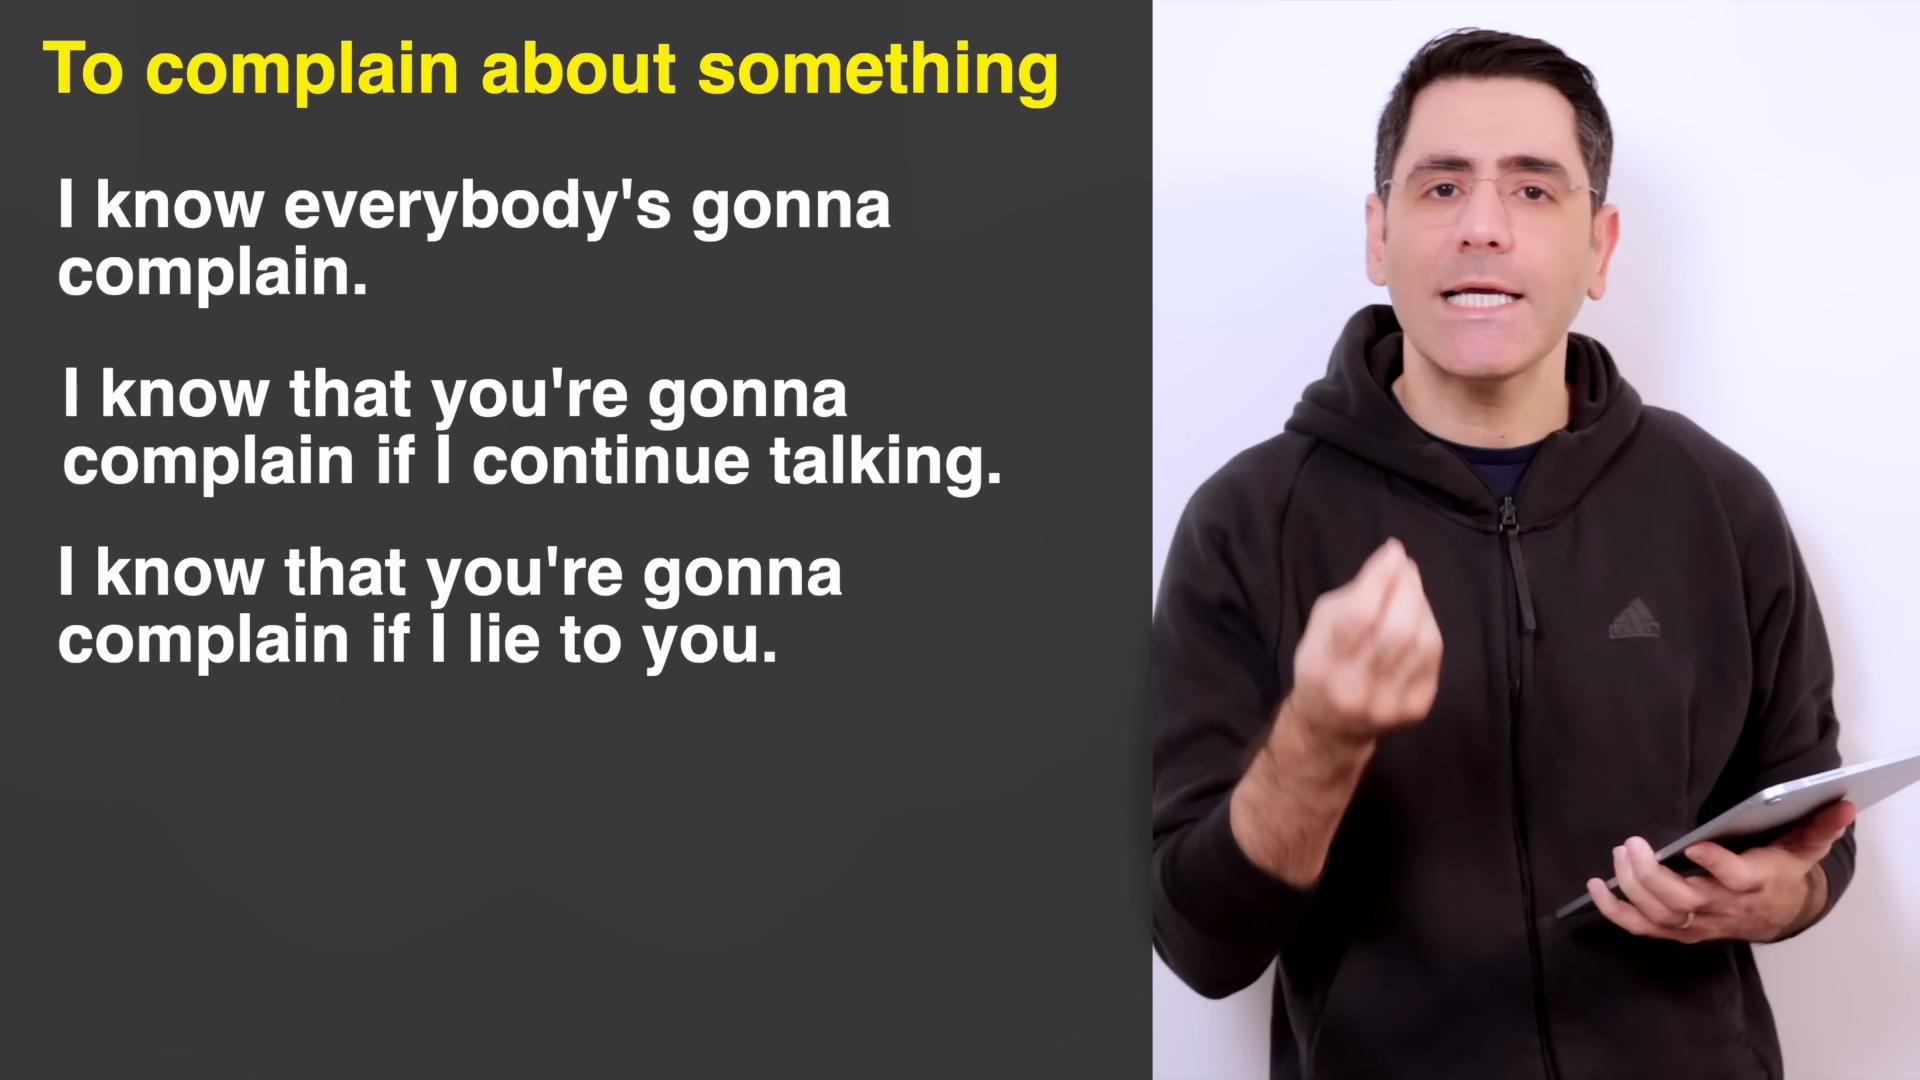 To complain about something
I know everybody's gonna
complain.
I know that you're gonna
complain if I continue talking.
I know that you're gonna
complain if I lie to you.